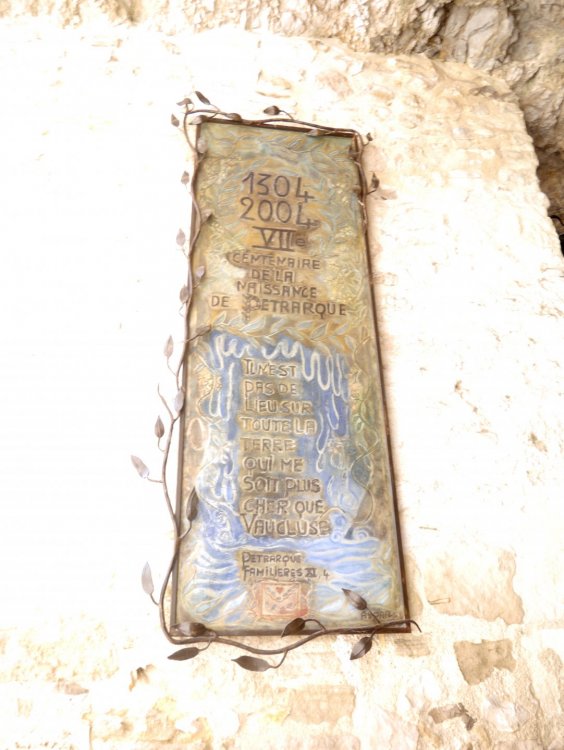 1304
2004
VIIe
CENTENAIRE
DE LA
NAISSANCE
DE PETRARQUE
IL N'EST
PAS DE
LIEU SUR
TOUTE LA
TERRE
QUI ME
SOIT PLUS
CHER QUE
VAUCLUSE
PETRARQUE
FAMILIERES XI 4